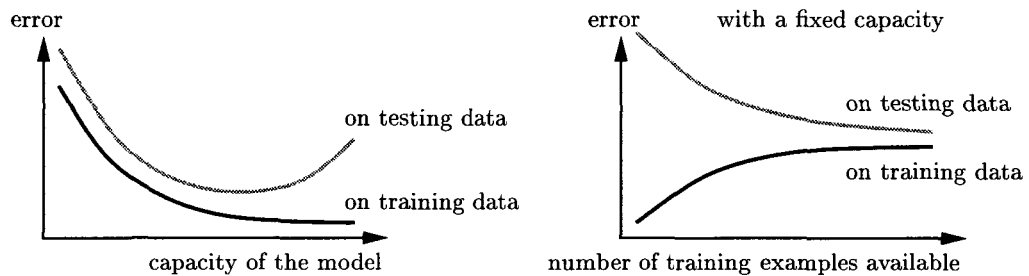 error
on testing data
on training data
capacity of the model
error
with a fixed capacity
on testing data
on training data
number of training examples available